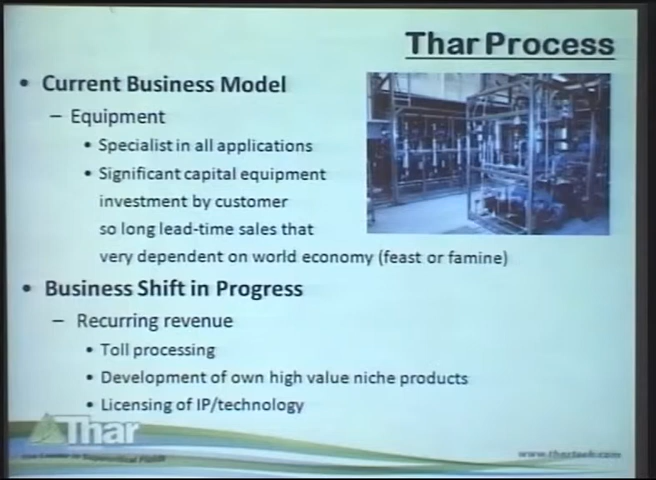 Thar Process
• Current Business Model
– Equipment
• Specialist in all applications
• Significant capital equipment
investment by customer
so long lead-time sales that
very dependent on world economy (feast or famine)
• Business Shift in Progress
– Recurring revenue
• Toll processing
• Development of own high value niche products
• Licensing of IP/technology
Thar
www.thartech.com